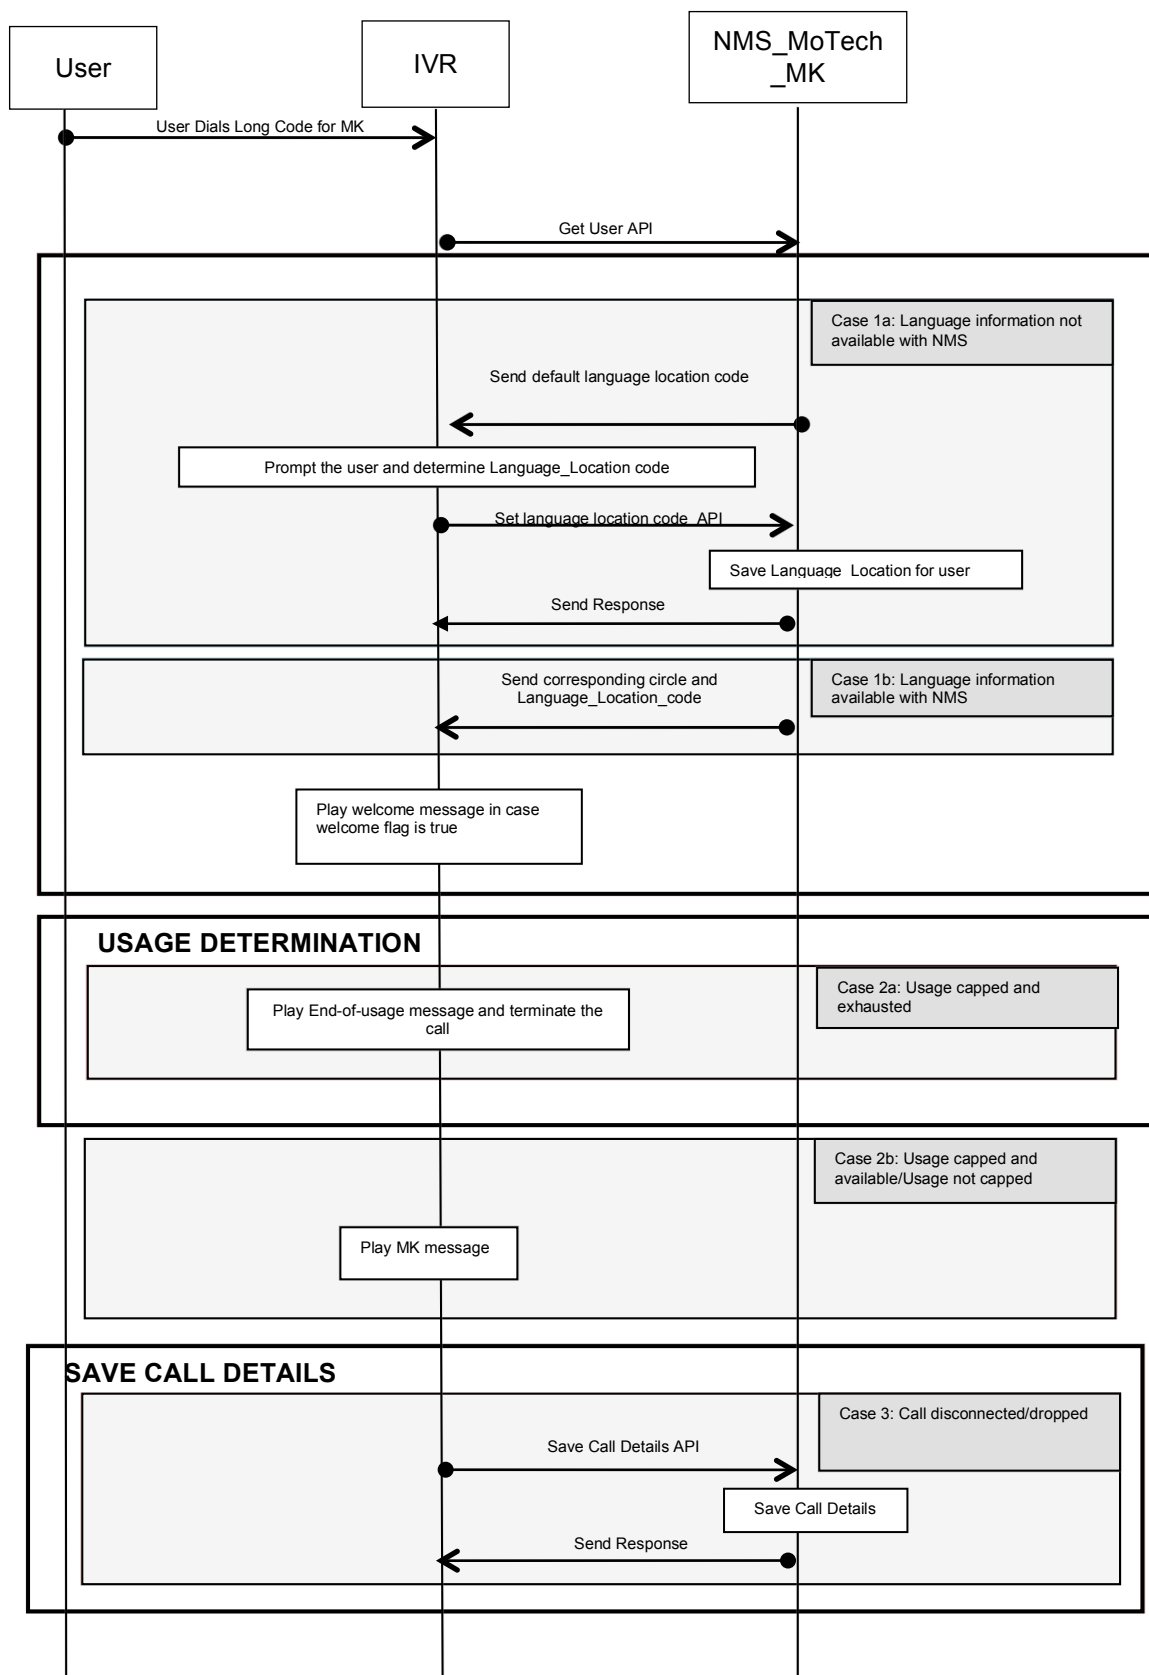 User
IVR
NMS_MoTech
_MK
User Dials Long Code for MK
Get User API
Case 1a: Language information not
available with NMS
Send default language location code
Prompt the user and determine Language_Location code
Set language location code API
Save Language Location for user
Send Response
Send corresponding circle and
Language_Location_code
Case 1b: Language information
available with NMS
Play welcome message in case
welcome flag is true
USAGE DETERMINATION
Case 2a: Usage capped and
exhausted
Play End-of-usage message and terminate the
call
Case 2b: Usage capped and
available/Usage not capped
Play MK message
SAVE CALL DETAILS
Case 3: Call disconnected/dropped
Save Call Details API
Save Call Details
Send Response